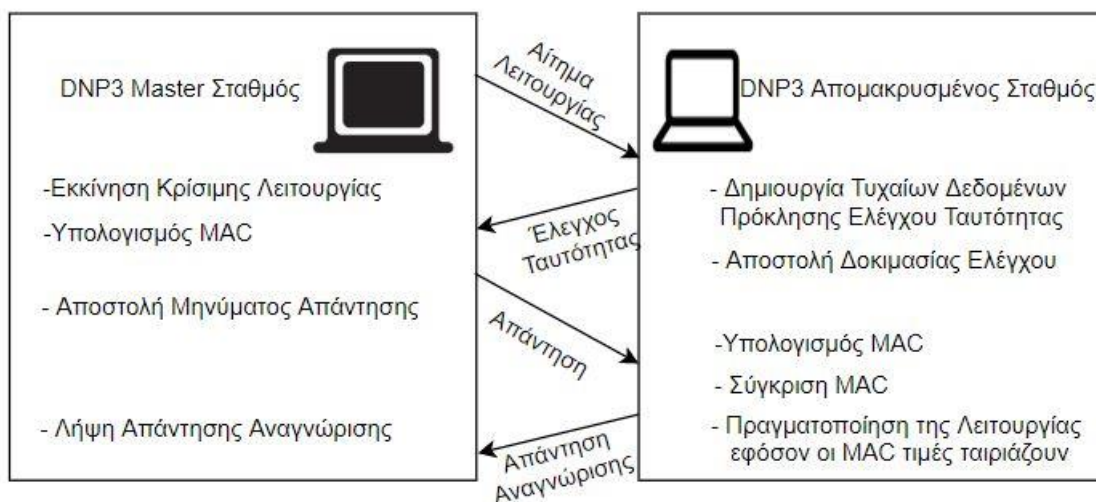 DNP3 Master Σταθμός
-Εκκίνηση Κρίσιμης Λειτουργίας
-Υπολογισμός MAC
- Αποστολή Μηνύματος Απάντησης
- Λήψη Απάντησης Αναγνώρισης
Αίτημα
Λειτουργίας
Έλεγχος
Ταυτότητας
Απάντηση
Απάντηση
Αναγνώρισης
DNP3 Απομακρυσμένος Σταθμός
- Δημιουργία Τυχαίων Δεδομένων
Πρόκλησης Ελέγχου Ταυτότητας
- Αποστολή Δοκιμασίας Ελέγχου
-Υπολογισμός MAC
- Σύγκριση MAC
- Πραγματοποίηση της Λειτουργίας
εφόσον οι MAC τιμές ταιριάζουν